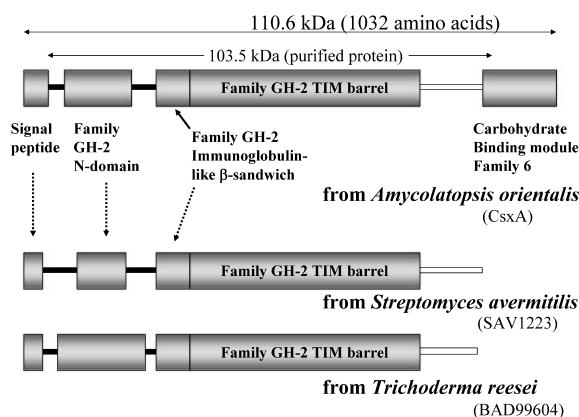 110.6 kDa (1032 amino acids)
103.5 kDa (purified protein)
Family GH-2 TIM barrel
Signal
peptide
Family
GH-2
N-domain
Family GH-2
Immunoglobulin-
like β-sandwich
Carbohydrate
Binding module
Family 6
from Amycolatopsis orientalis
(CsxA)
Family GH-2 TIM barrel
from Streptomyces avermitilis
(SAV1223)
Family GH-2 TIM barrel
from Trichoderma reesei
(BAD99604)